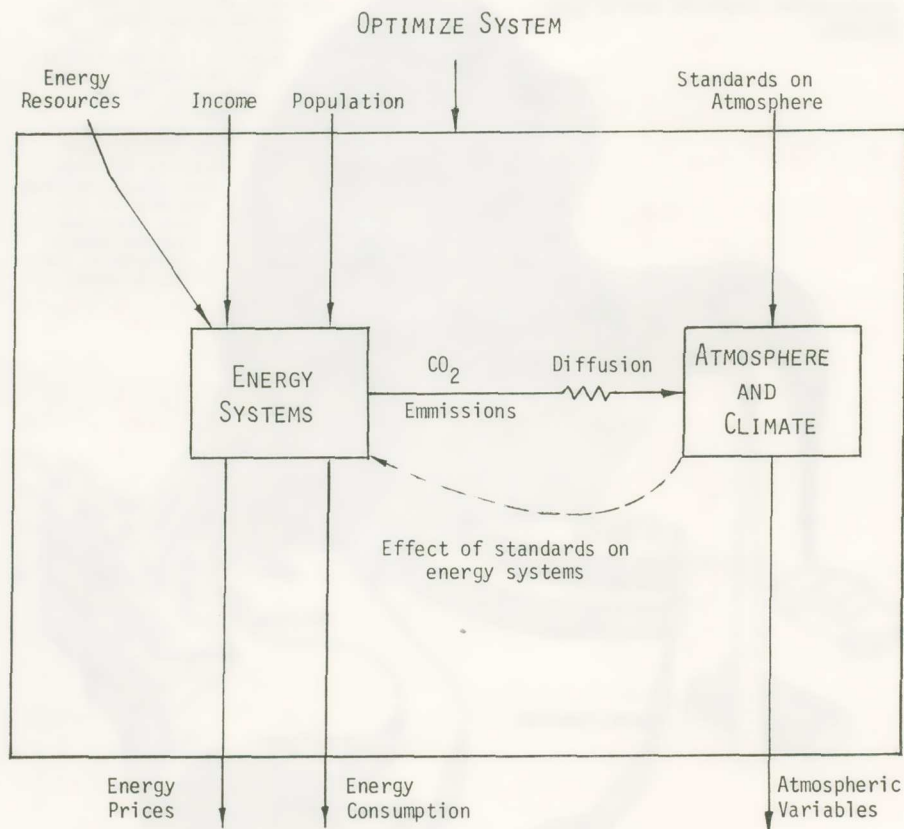 OPTIMIZE SYSTEM
Energy
Resources
Income
Population
Standards on
Atmosphere
ENERGY
SYSTEMS
CO2
Emmissions
Diffusion
ATMOSPHERE
AND
CLIMATE
Effect of standards on
energy systems
Energy
Prices
Energy
Consumption
Atmospheric
Variables